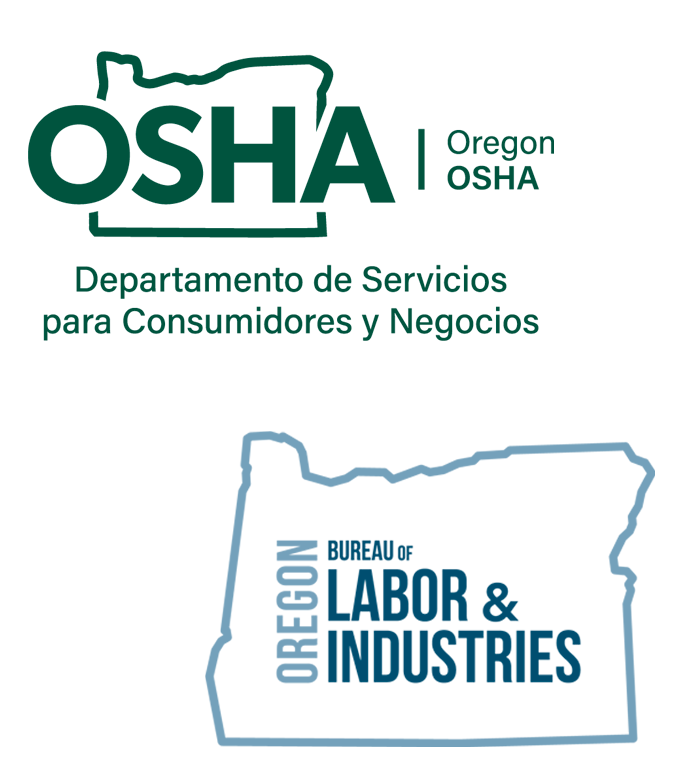 OSHA
Oregon
OSHA
Departamento de Servicios
para Consumidores y Negocios
OREGON
BUREAU OF
LABOR &
INDUSTRIES